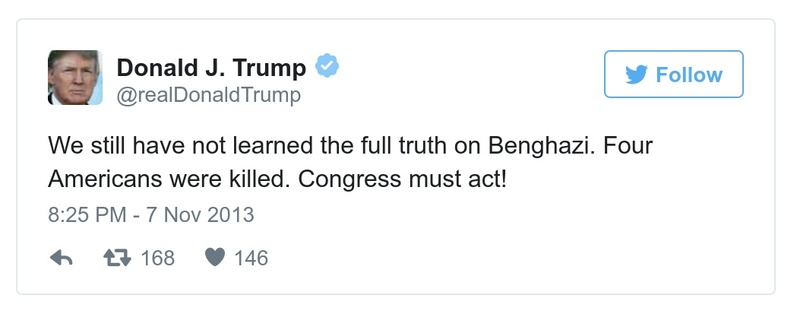 Donald J. Trump
@realDonaldTrump
Follow
We still have not learned the full truth on Benghazi. Four
Americans were killed. Congress must act!
8:25 PM - 7 Nov 2013
168 146